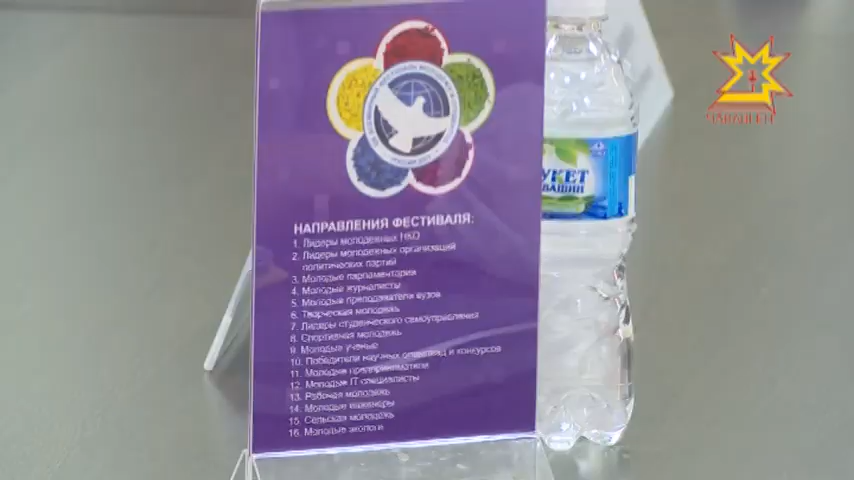 НАПРАВЛЕНИЯ ФЕСТИВАЛЯ:
1. Лидеры молодежных НКО
2. Лидеры молодежных организаций
политических партий
3. Молодые парламентарии
4. Молодые журналисты
5. Молодые преподаватели вузов
6. Творческая молодежь
7. Лидеры студенческого самоуправления
8. Спортивная молодежь
9. Молодые ученые
10. Победители научных олимпиад и конкурсов
11. Молодые предприниматели
12. Молодые IT специалисты
13. Рабочая молодежь
14. Молодые инженеры
15. Сельская молодежь
16. Молодые экологи
УКЕТ
ВАШИИ